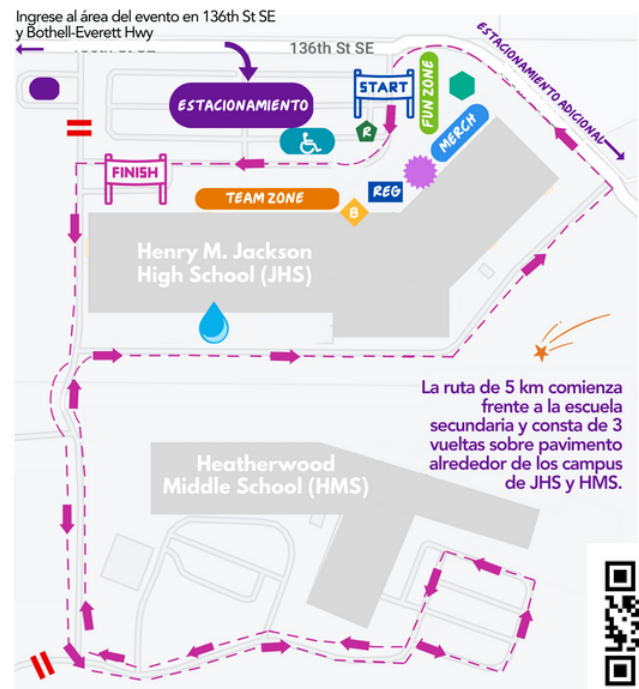 Ingrese al área del evento en 136th St SE
y Bothell-Everett Hwy
136th St SE
ESTACIONAMIENTO ADICIONAL
ESTACIONAMIENTO
START
FUN ZONE
R
MERCH
FINISH
TEAM ZONE
REG
B
Henry M. Jackson
High School (JHS)
La ruta de 5 km comienza
frente a la escuela
secundaria y consta de 3
vueltas sobre pavimento
alrededor de los campus
de JHS y HMS.
Heatherwood
Middle School (HMS)